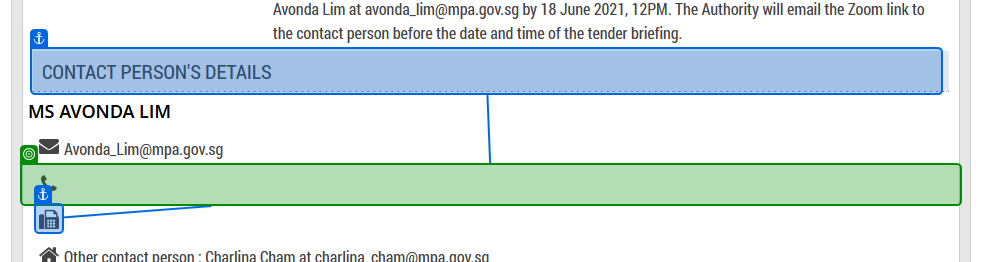 Avonda Lim at avonda_lim@mpa.gov.sg by 18 June 2021, 12PM. The Authority will email the Zoom link to
the contact person before the date and time of the tender briefing.
CONTACT PERSON'S DETAILS
MS AVONDA LIM
Avonda_Lim@mpa.gov.sg
Other contact person : Charlina Cham at charlina_cham@mpa.gov.sg